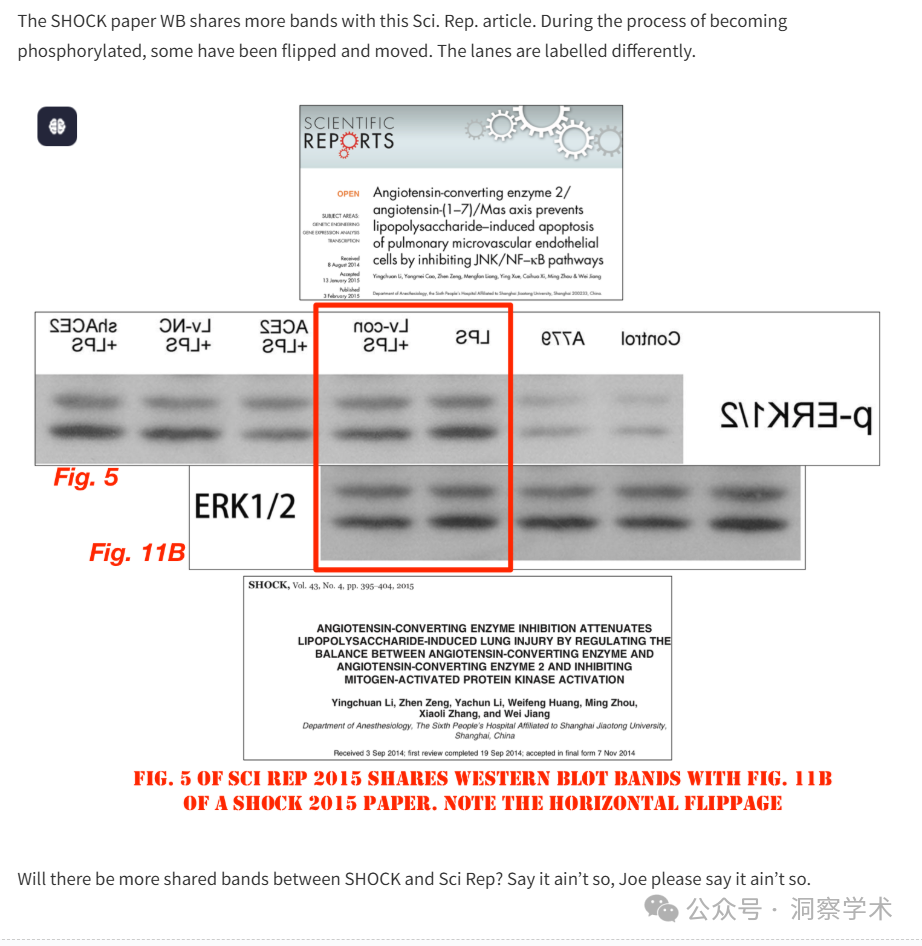 The SHOCK paper WB shares more bands with this Sci. Rep. article. During the process of becoming
phosphorylated, some have been flipped and moved. The lanes are labelled differently.
SCIENTIFIC
REPORTS
OPEN
SUBJECT AREAS:
GENETIC ENGINEERING
GENE EXPRESSION ANALYSIS
TRANSCRIPTION
Received
8 August 2014
Accepted
13 January 2015
Published
3 February 2015
Angiotensin-converting enzyme 2/
angiotensin-(1–7)/Mas axis prevents
lipopolysaccharide–induced apoptosis
of pulmonary microvascular endothelial
cells by inhibiting JNK/NF–κB pathways
Yingchuan Li, Yongmei Cao, Zhen Zeng, Mengfan Liang, Ying Xue, Caihua Xi, Ming Zhou & Wei Jiang
Department of Anesthesiology, the Sixth People's Hospital Affiliated to Shanghai Jiaotong University, Shanghai 200233, China
shACE2 +LPS
Lv-NC +LPS
ACE2 +LPS
Lv-con +LPS
LPS
A779
Control
p-ERK1/2
Fig. 5
ERK1/2
Fig. 11B
SHOCK, Vol. 43, No. 4, pp. 395–404, 2015
ANGIOTENSIN-CONVERTING ENZYME INHIBITION ATTENUATES
LIPOPOLYSACCHARIDE-INDUCED LUNG INJURY BY REGULATING THE
BALANCE BETWEEN ANGIOTENSIN-CONVERTING ENZYME AND
ANGIOTENSIN-CONVERTING ENZYME 2 AND INHIBITING
MITOGEN-ACTIVATED PROTEIN KINASE ACTIVATION
Yingchuan Li, Zhen Zeng, Yachun Li, Weifeng Huang, Ming Zhou,
Xiaoli Zhang, and Wei Jiang
Department of Anesthesiology, The Sixth People's Hospital Affiliated to Shanghai Jiaotong University,
Shanghai, China
Received 3 Sep 2014; first review completed 19 Sep 2014; accepted in final form 7 Nov 2014
FIG. 5 OF SCI REP 2015 SHARES WESTERN BLOT BANDS WITH FIG. 11B
OF A SHOCK 2015 PAPER. NOTE THE HORIZONTAL FLIPPAGE
Will there be more shared bands between SHOCK and Sci Rep? Say it ain't so, Joe please say it ain't so.
公众号 · 洞察学术